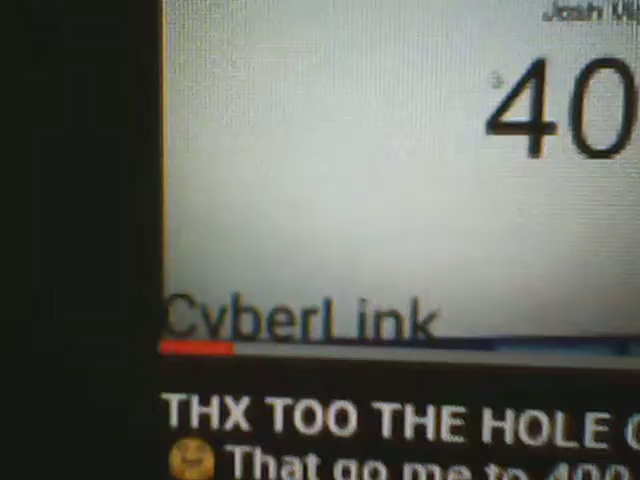 Josh
40
CyberLink
THX TOO THE HOLE
That go me to 400